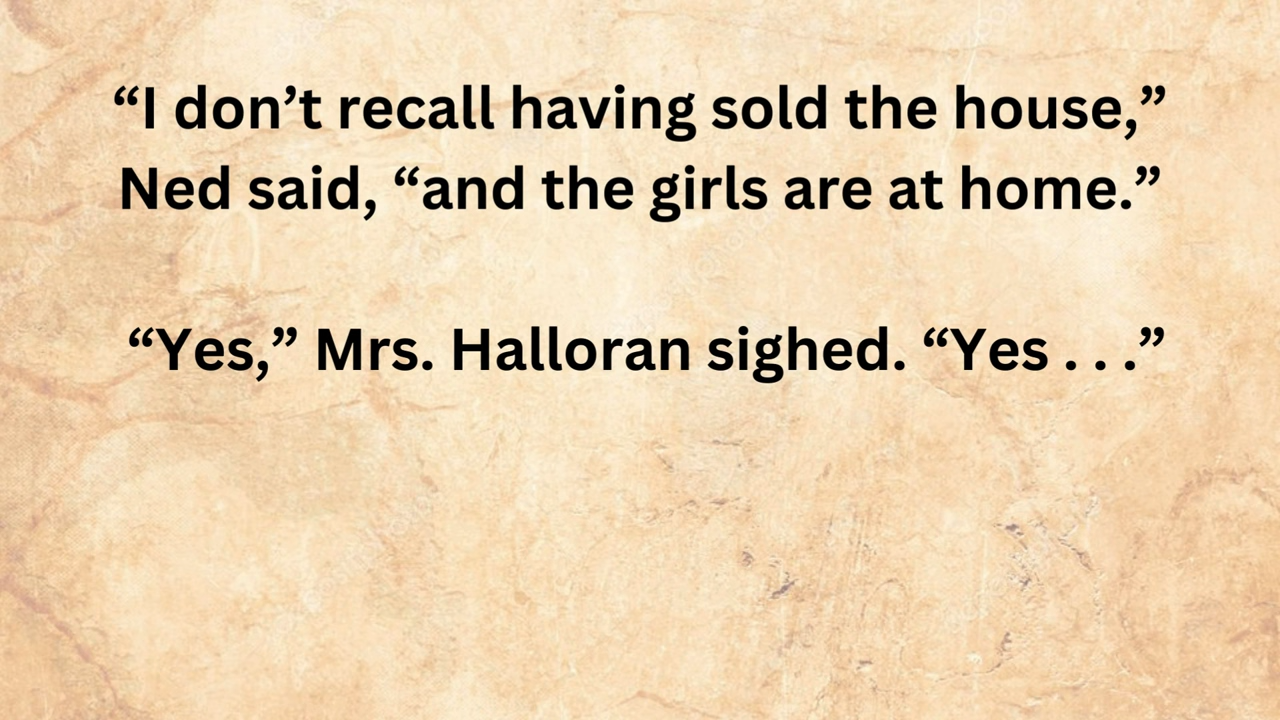 “I don’t recall having sold the house,”
Ned said, “and the girls are at home.”
“Yes,” Mrs. Halloran sighed. “Yes . . .”